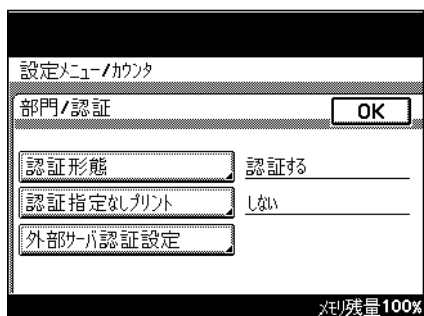 設定メニュー/カウンタ
部門/認証 OK
認証形態 認証する
認証指定なしプリント しない
外部サーバ認証設定
メモリ残量100%